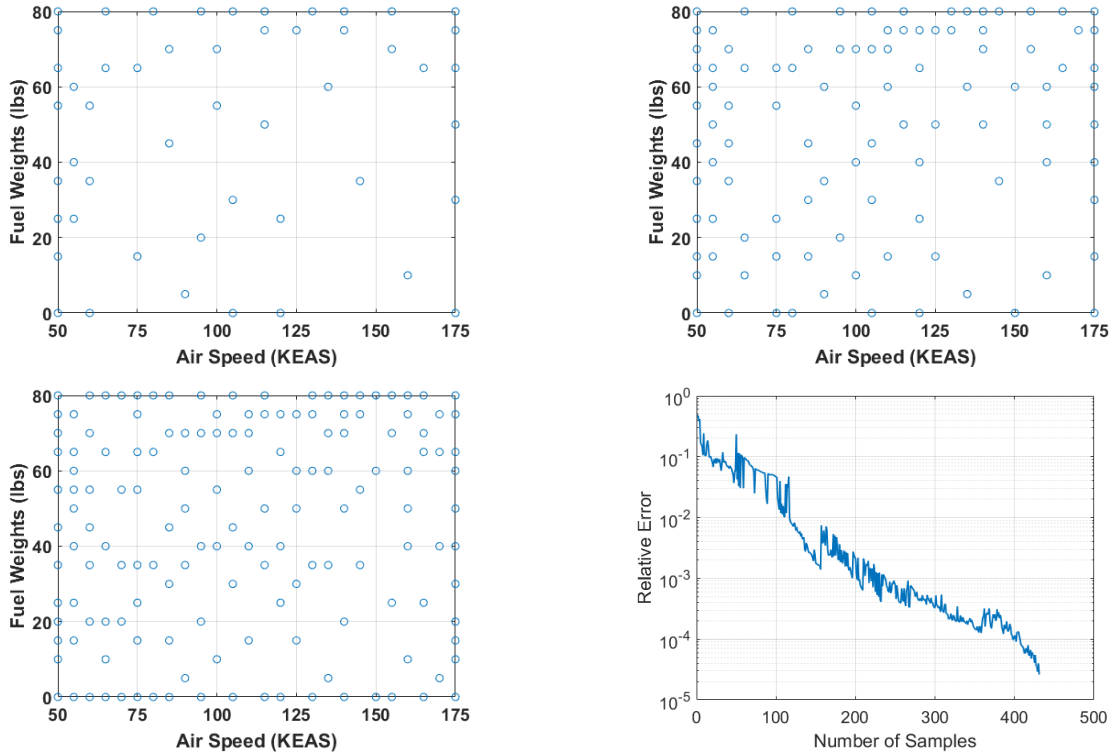 80
60
40
20
0
Fuel Weights (lbs)
50 75 100 125 150 175
Air Speed (KEAS)
80
60
40
20
0
Fuel Weights (lbs)
50 75 100 125 150 175
Air Speed (KEAS)
80
60
40
20
0
Fuel Weights (lbs)
50 75 100 125 150 175
Air Speed (KEAS)
10⁰
10⁻¹
10⁻²
10⁻³
10⁻⁴
10⁻⁵
Relative Error
0 100 200 300 400 500
Number of Samples